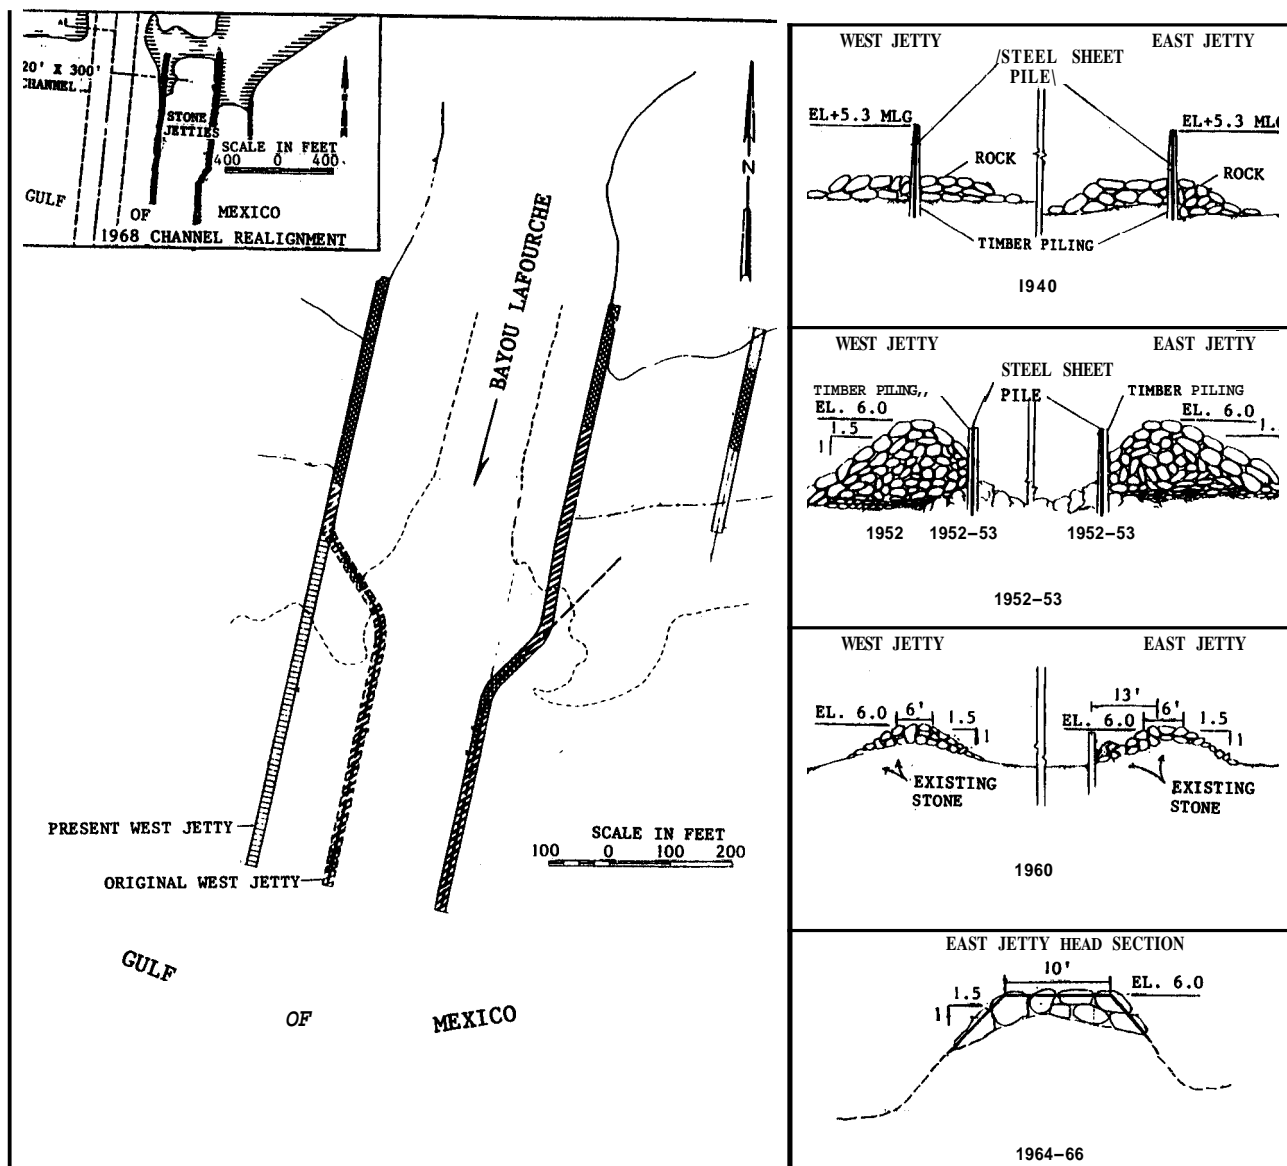 20' X 300'
CHANNEL
STONE
JETTIES
SCALE IN FEET
400 0 400
GULF
OF
MEXICO
1968 CHANNEL REALIGNMENT
N
BAYOU LAFOURCHE
PRESENT WEST JETTY
ORIGINAL WEST JETTY
SCALE IN FEET
100 0 100 200
GULF
OF
MEXICO
WEST JETTY EAST JETTY
STEEL SHEET
PILE
EL+5.3 MLG EL+5.3 MLG
ROCK
ROCK
TIMBER PILING
1940
WEST JETTY EAST JETTY
STEEL SHEET
PILE
TIMBER PILING TIMBER PILING
EL. 6.0 EL. 6.0
1.5 1.
1
1952 1952-53 1952-53
1952-53
WEST JETTY EAST JETTY
13'
EL. 6.0 6' 1.5 EL. 6.0 6' 1.5
1 1
EXISTING
STONE
EXISTING
STONE
1960
EAST JETTY HEAD SECTION
10'
1.5 EL. 6.0
1
1964-66